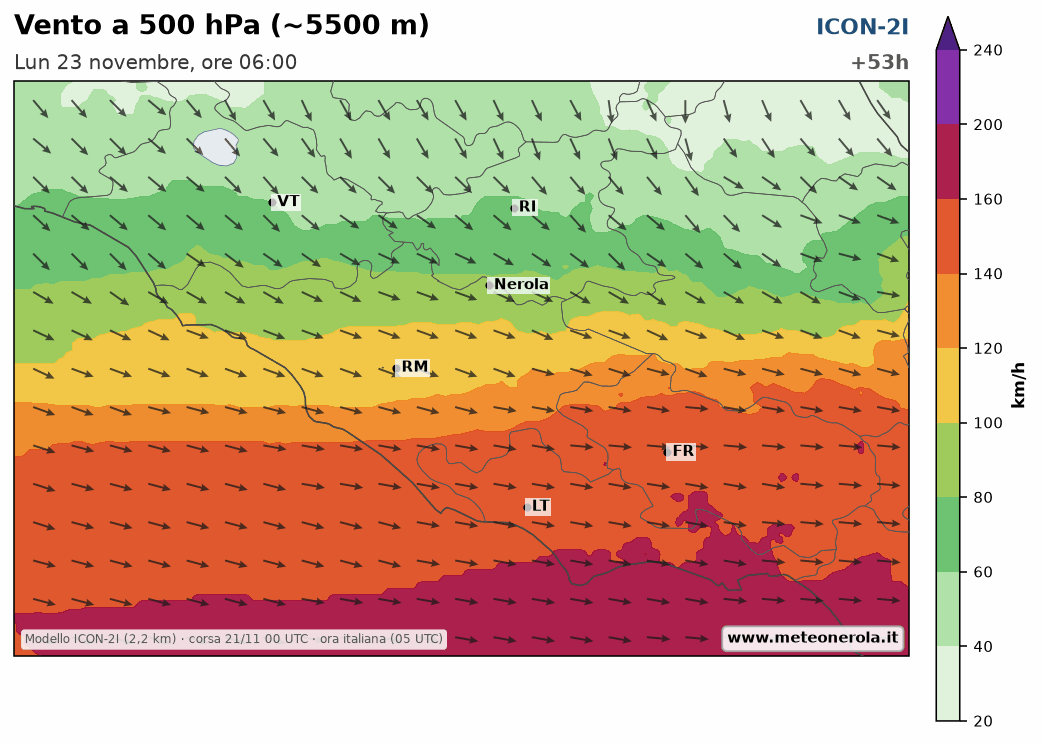 Vento a 500 hPa (~5500 m)
ICON-2I
Lun 23 novembre, ore 06:00
+53h
240
200
160
140
120
100
80
60
40
20
km/h
VT
RI
Nerola
RM
FR
LT
Modello ICON-2I (2,2 km) · corsa 21/11 00 UTC · ora italiana (05 UTC)
www.meteonerola.it